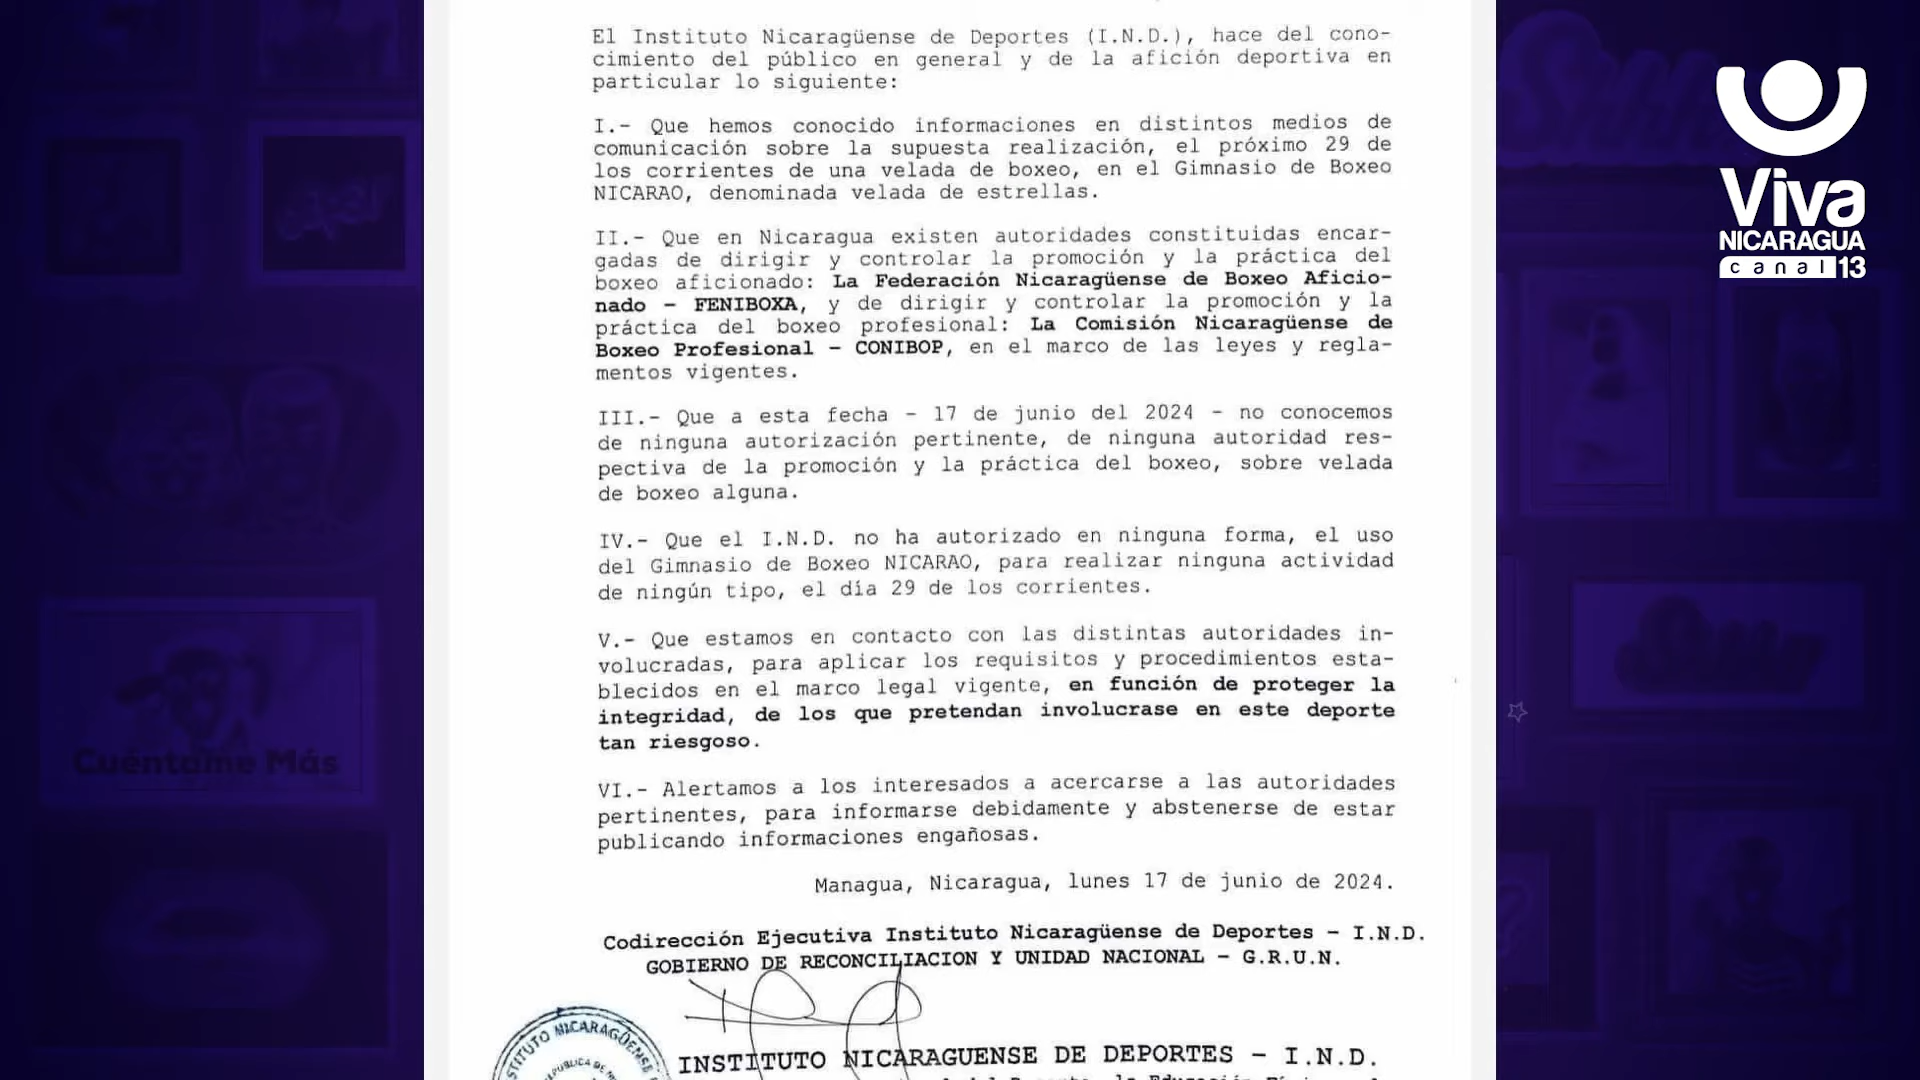 El Instituto Nicaragüense de Deportes (I.N.D.), hace del cono-
cimiento del público en general y de la afición deportiva en
particular lo siguiente:
I.- Que hemos conocido informaciones en distintos medios de
comunicación sobre la supuesta realización, el próximo 29 de
los corrientes de una velada de boxeo, en el Gimnasio de Boxeo
NICARAO, denominada velada de estrellas.
II.- Que en Nicaragua existen autoridades constituidas encar-
gadas de dirigir y controlar la promoción y la práctica del
boxeo aficionado: La Federación Nicaragüense de Boxeo Aficio-
nado – FENIBOXA, y de dirigir y controlar la promoción y la
práctica del boxeo profesional: La Comisión Nicaragüense de
Boxeo Profesional – CONIBOP, en el marco de las leyes y regla-
mentos vigentes.
III.- Que a esta fecha – 17 de junio del 2024 – no conocemos
de ninguna autorización pertinente, de ninguna autoridad res-
pectiva de la promoción y la práctica del boxeo, sobre velada
de boxeo alguna.
IV.- Que el I.N.D. no ha autorizado en ninguna forma, el uso
del Gimnasio de Boxeo NICARAO, para realizar ninguna actividad
de ningún tipo, el día 29 de los corrientes.
V.- Que estamos en contacto con las distintas autoridades in-
volucradas, para aplicar los requisitos y procedimientos esta-
blecidos en el marco legal vigente, en función de proteger la
integridad, de los que pretendan involucrase en este deporte
tan riesgoso.
VI.- Alertamos a los interesados a acercarse a las autoridades
pertinentes, para informarse debidamente y abstenerse de estar
publicando informaciones engañosas.
Managua, Nicaragua, lunes 17 de junio de 2024.
Codirección Ejecutiva Instituto Nicaragüense de Deportes – I.N.D.
GOBIERNO DE RECONCILIACION Y UNIDAD NACIONAL – G.R.U.N.
INSTITUTO NICARAGÜENSE
INSTITUTO NICARAGUENSE DE DEPORTES – I.N.D.
Viva
NICARAGUA
canal 13
Cuéntame Más